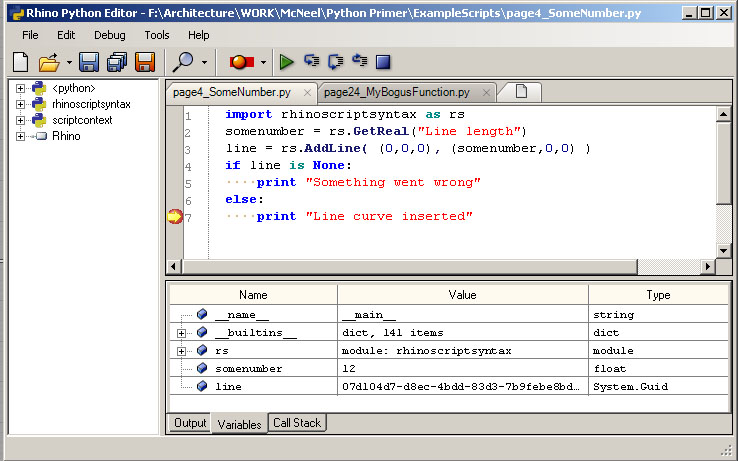 Rhino Python Editor - F:\Architecture\WORK\McNeel\Python Primer\ExampleScripts\page4_SomeNumber.py
File Edit Debug Tools Help
<python>
rhinoscriptsyntax
scriptcontext
Rhino
page4_SomeNumber.py × page24_MyBogusFunction.py ×
1 import rhinoscriptsyntax as rs
2 somenumber = rs.GetReal("Line length")
3 line = rs.AddLine( (0,0,0), (somenumber,0,0) )
4 if line is None:
5 ····print "Something went wrong"
6 else:
7 ····print "Line curve inserted"
Name Value Type
__name__ __main__ string
__builtins__ dict, 141 items dict
rs module: rhinoscriptsyntax module
somenumber 12 float
line 07d104d7-d8ec-4bdd-83d3-7b9febe8bd... System.Guid
Output Variables Call Stack